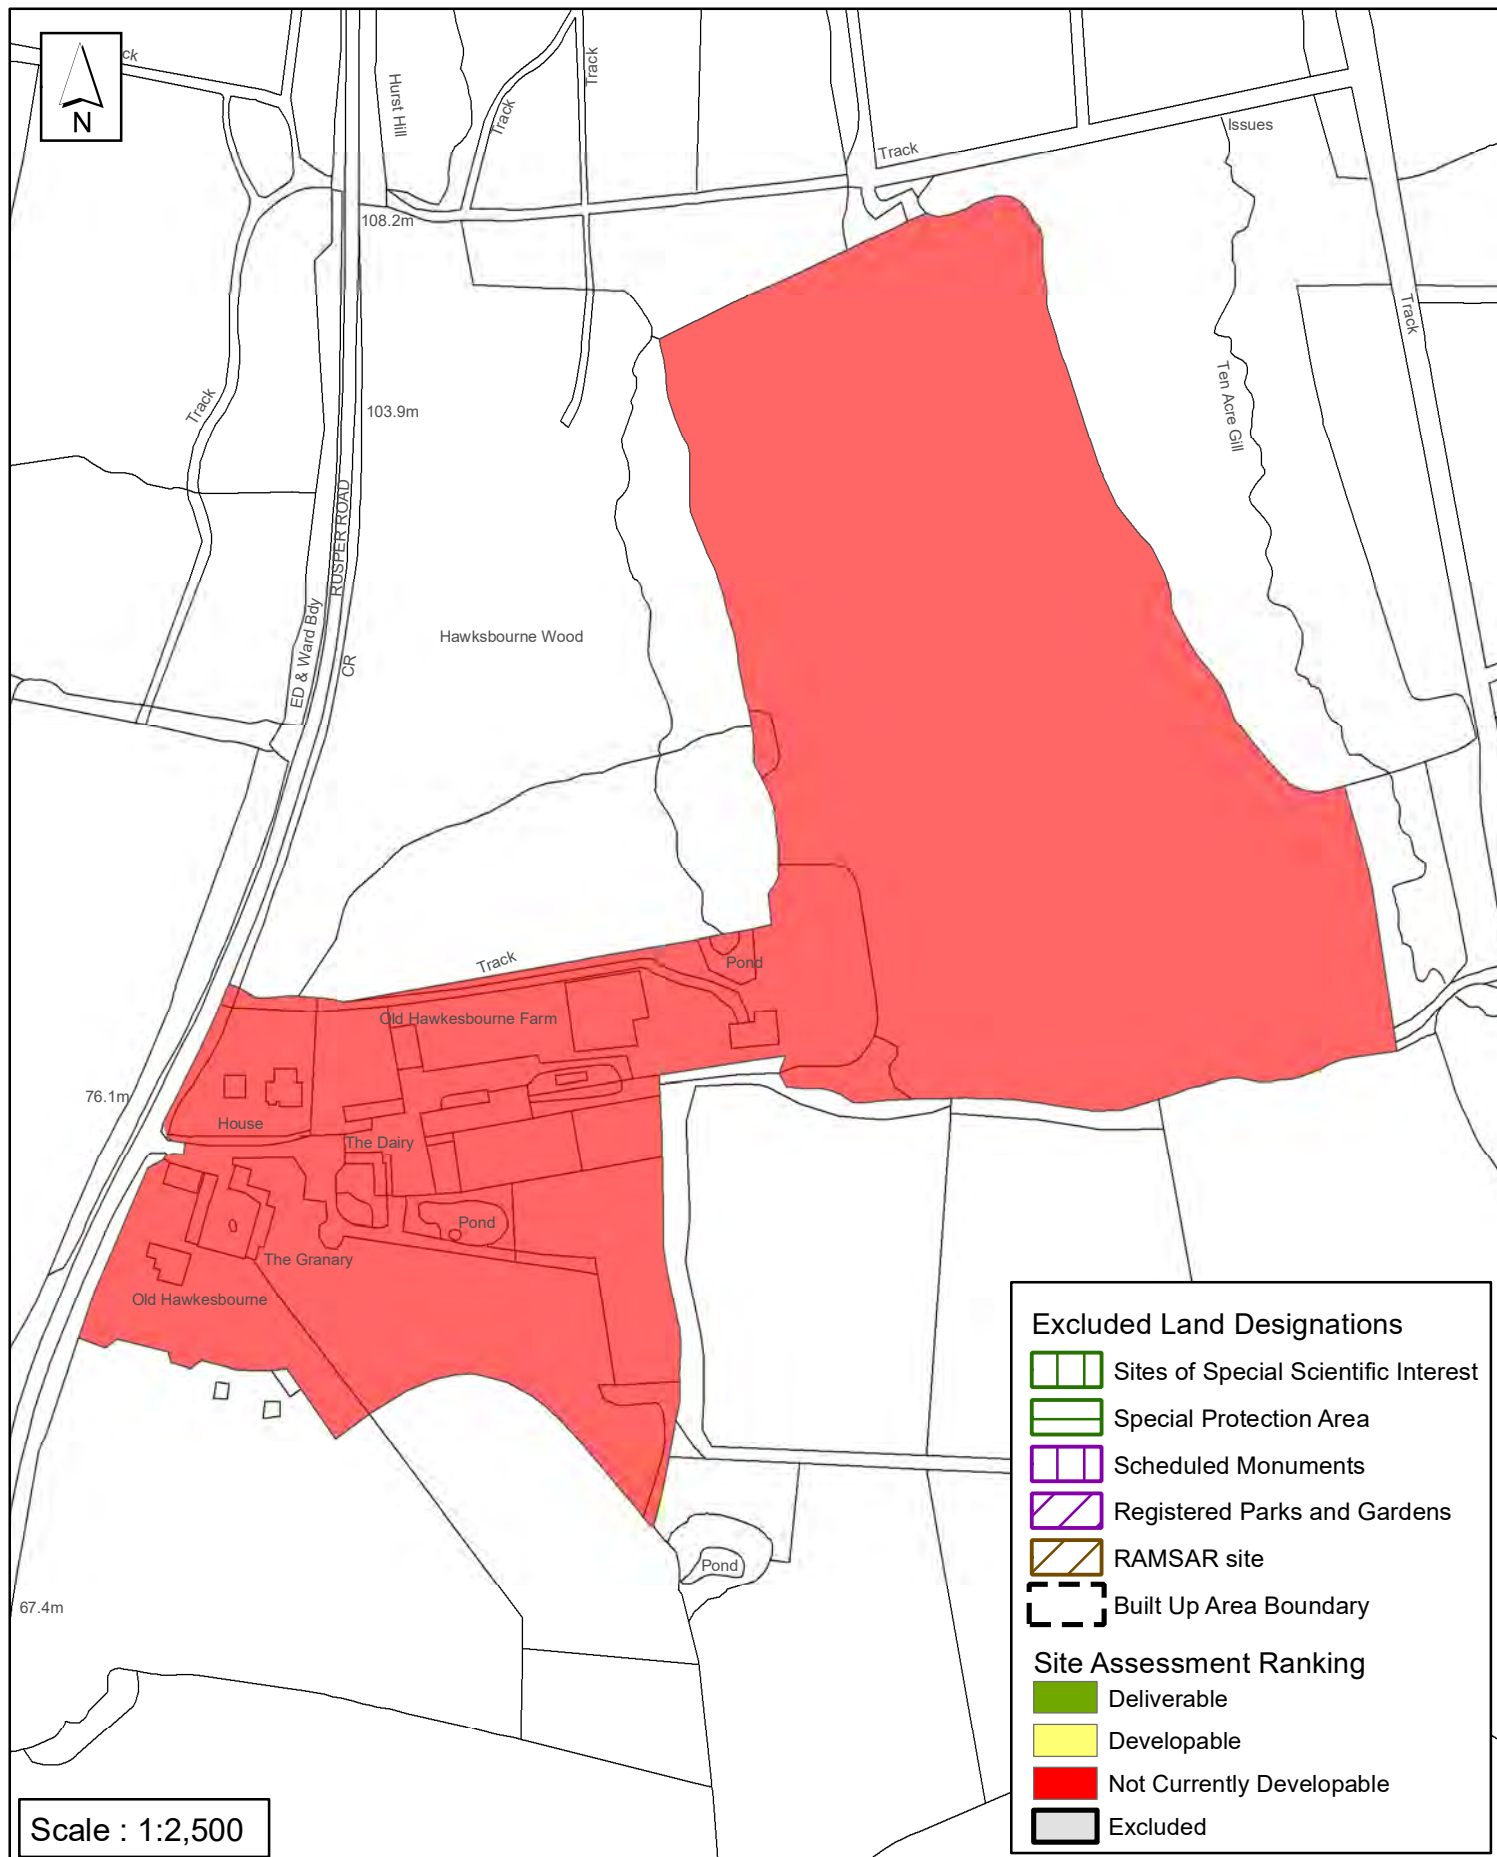 N
ck
Hurst Hill
Track
Track
Issues
Track
108.2m
Track
103.9m
Track
Ten Acre Gill
RUSPER ROAD
ED & Ward Bdy
CR
Hawksbourne Wood
Track
Pond
Old Hawkesbourne Farm
76.1m
House
The Dairy
Pond
The Granary
Old Hawkesbourne
Pond
67.4m
Excluded Land Designations
Sites of Special Scientific Interest
Special Protection Area
Scheduled Monuments
Registered Parks and Gardens
RAMSAR site
Built Up Area Boundary
Site Assessment Ranking
Deliverable
Developable
Not Currently Developable
Excluded
Scale : 1:2,500